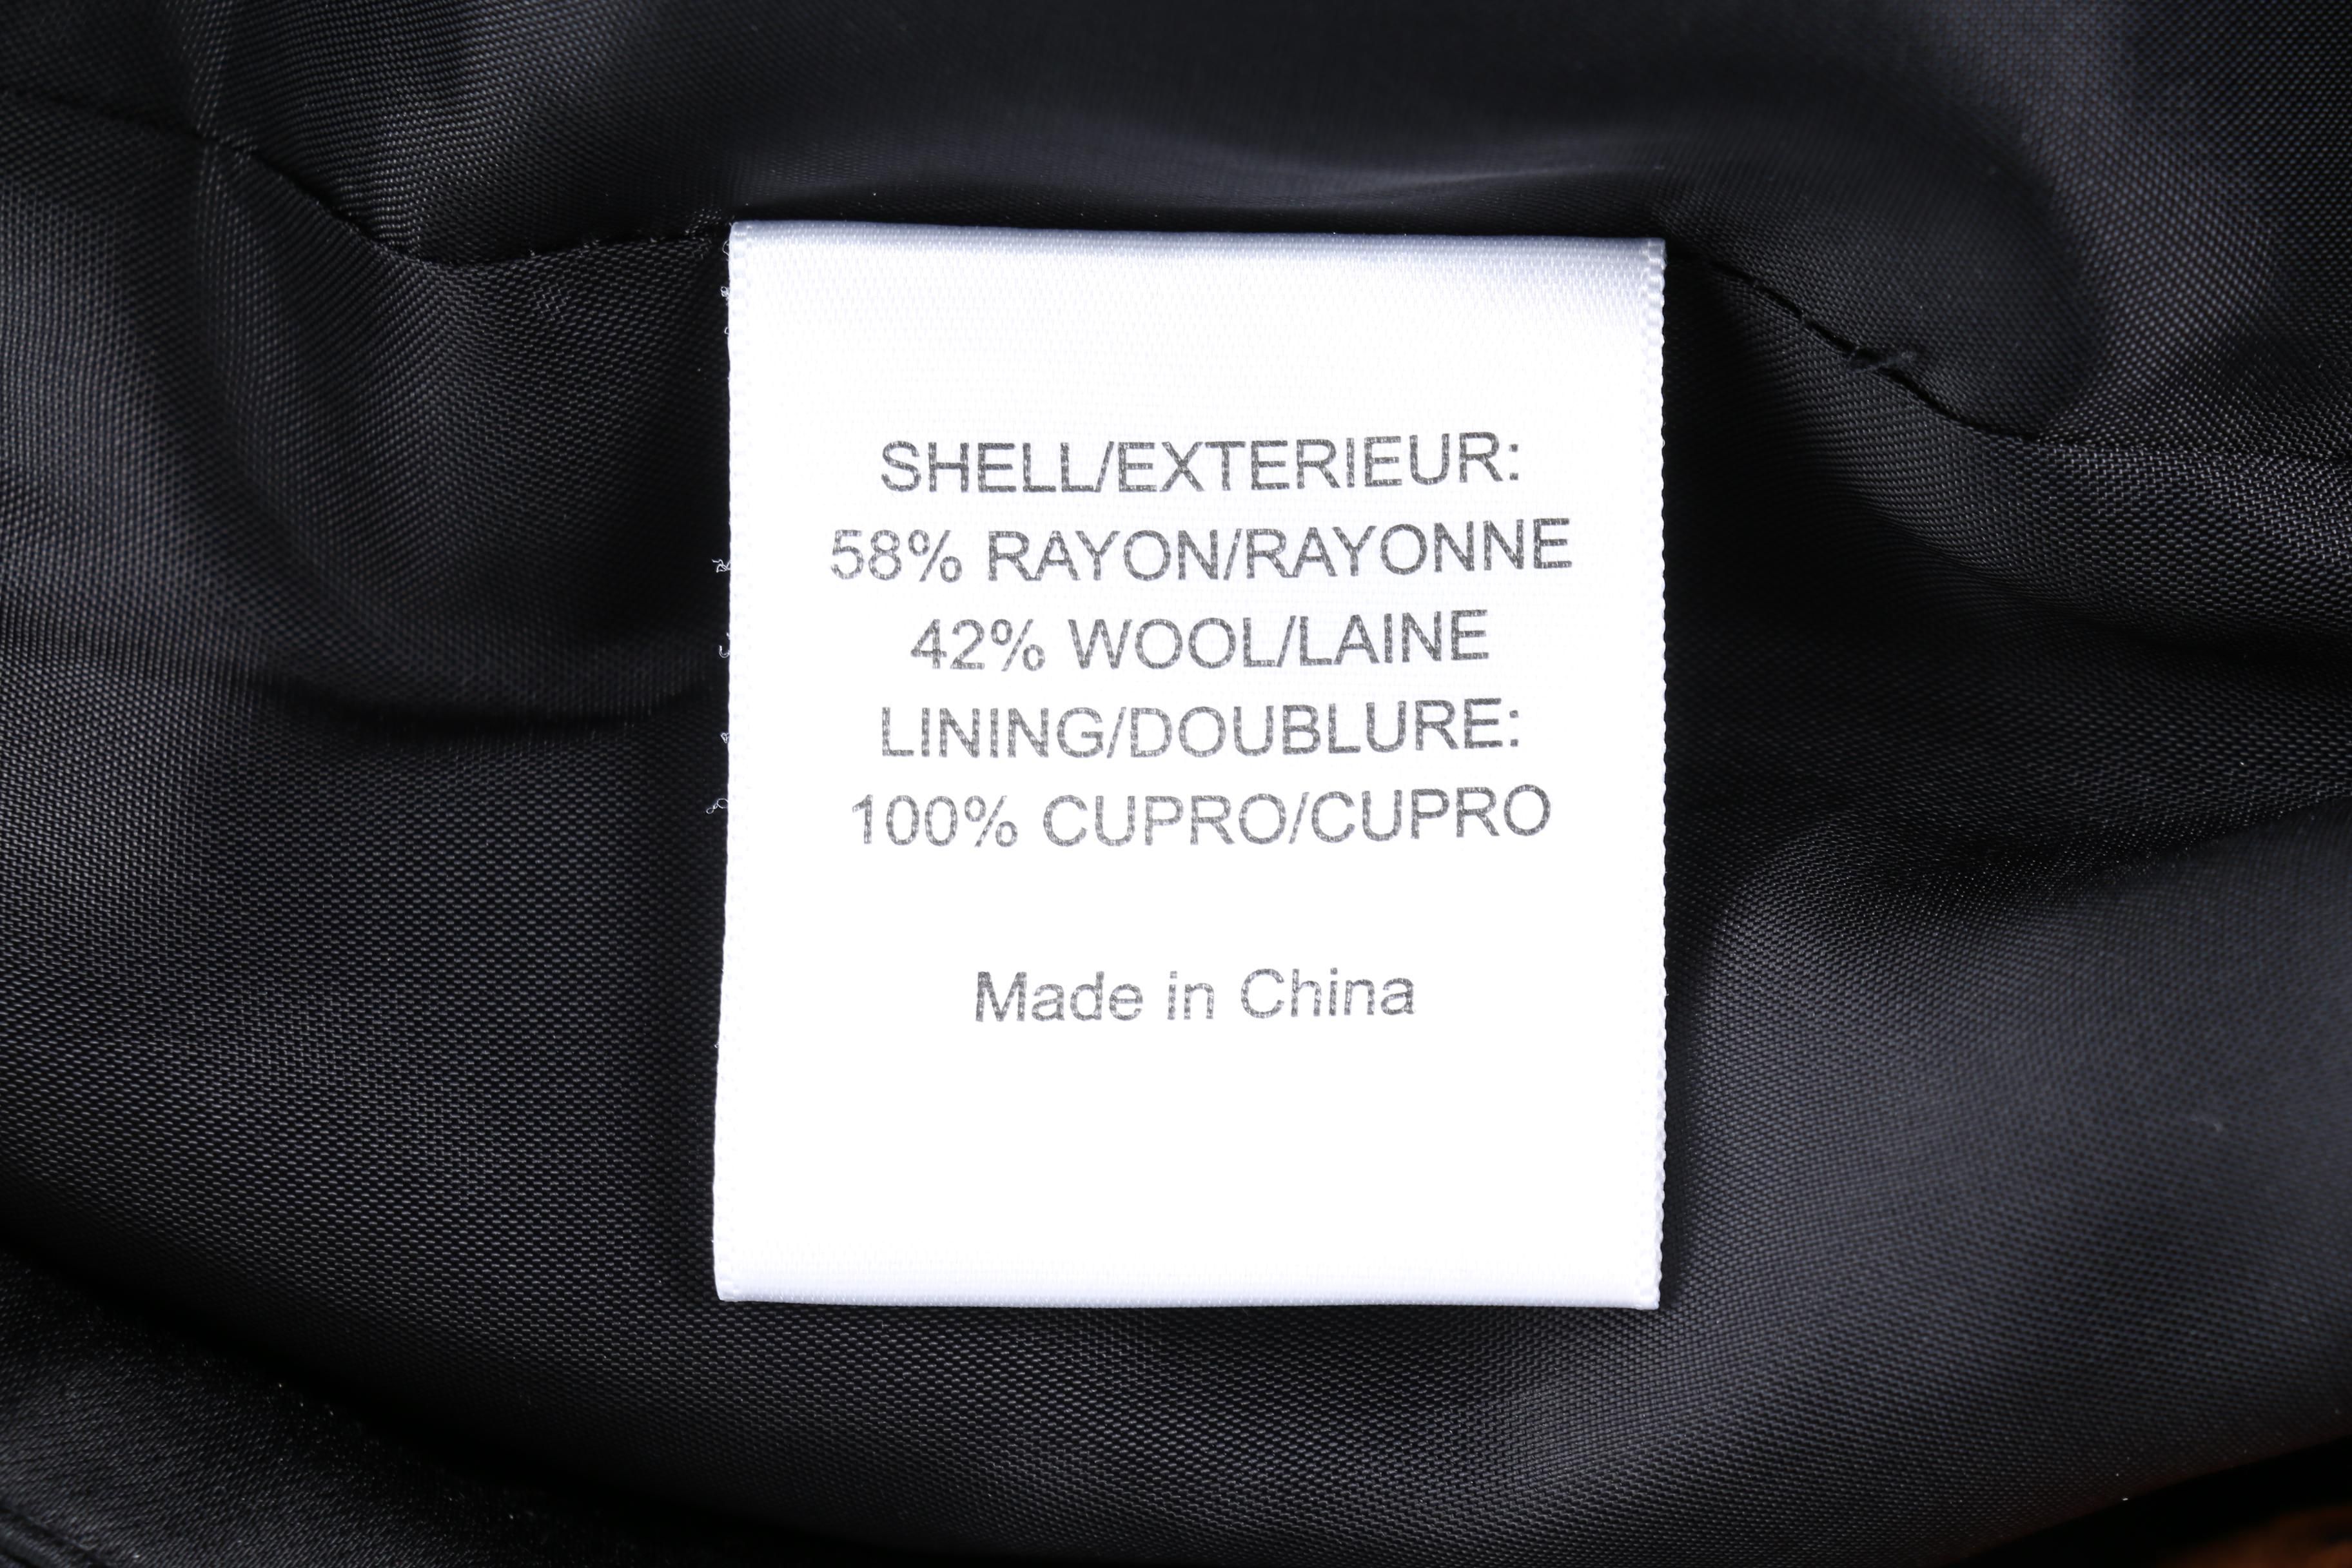 SHELL/EXTERIEUR:
58% RAYON/RAYONNE
42% WOOL/LAINE
LINING/DOUBLURE:
100% CUPRO/CUPRO
Made in China